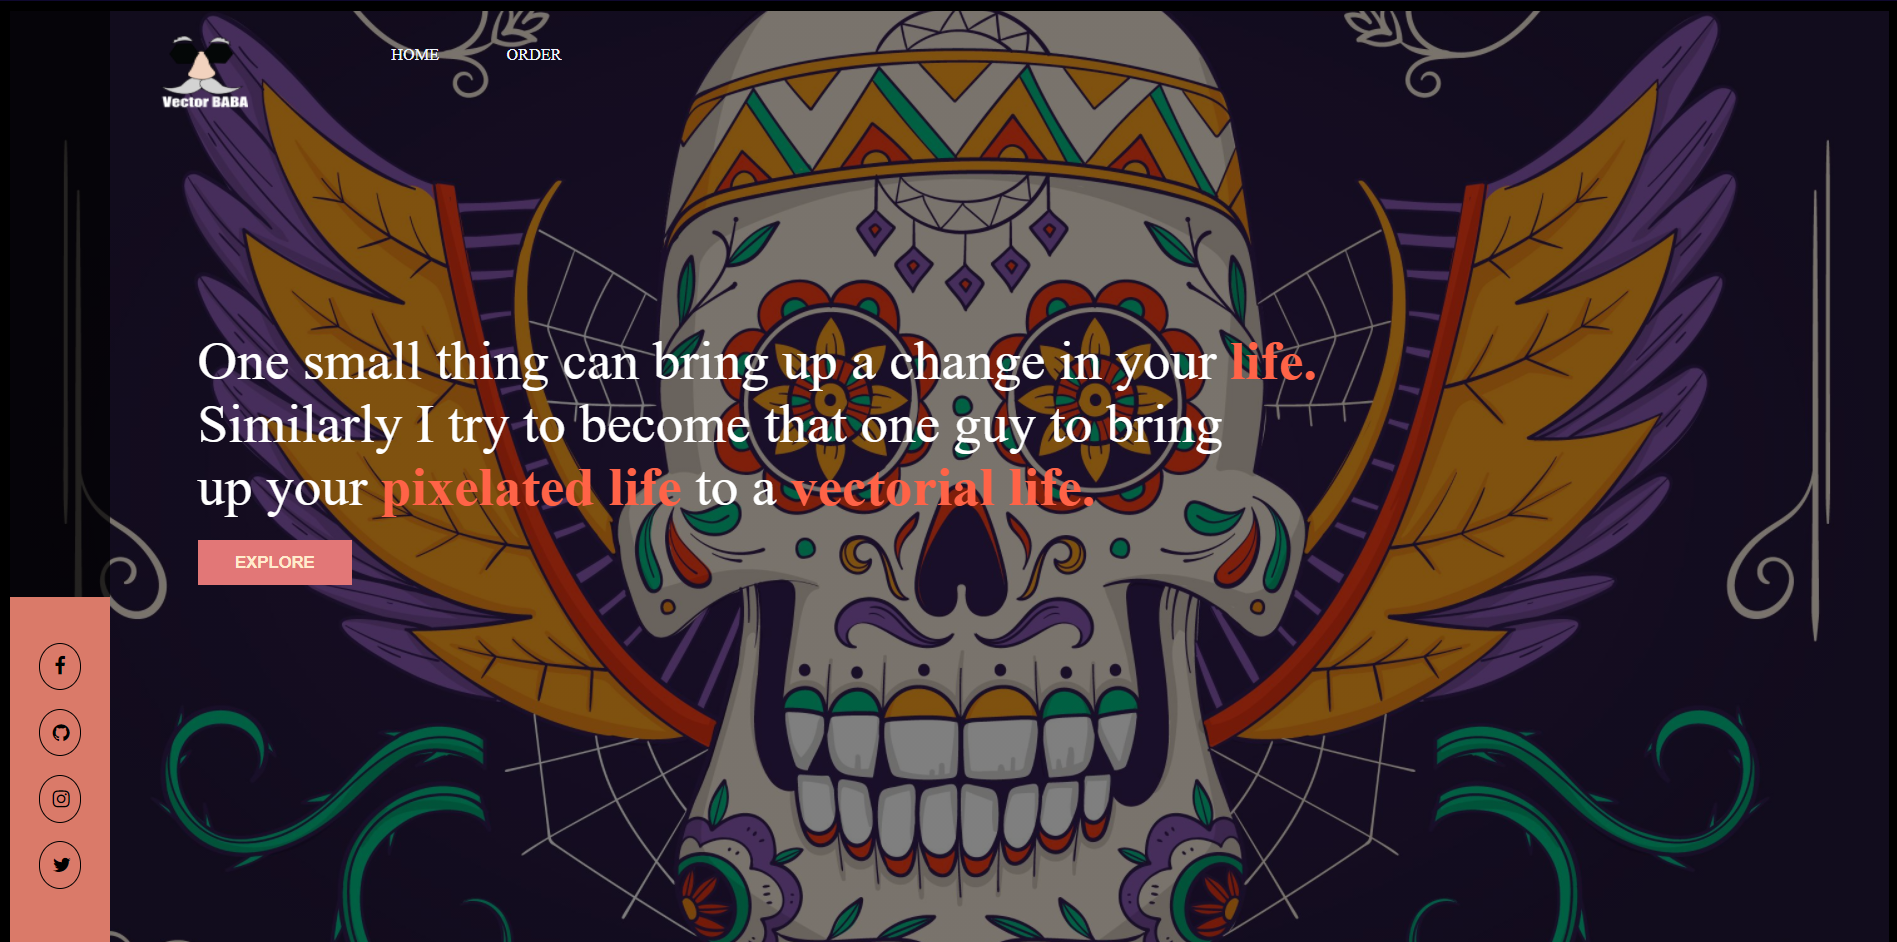 Vector BABA
HOME
ORDER
One small thing can bring up a change in your life.
Similarly I try to become that one guy to bring
up your pixelated life to a vectorial life.
EXPLORE